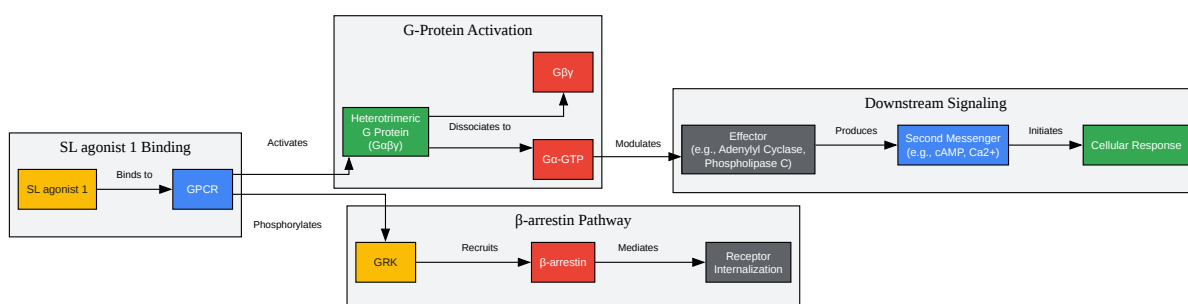 G-Protein Activation
Gβγ
Heterotrimeric
G Protein
(Gαβγ)
Dissociates to
Gα-GTP
Activates
Modulates
Downstream Signaling
Effector
(e.g., Adenylyl Cyclase,
Phospholipase C)
Produces
Second Messenger
(e.g., cAMP, Ca2+)
Initiates
Cellular Response
SL agonist 1 Binding
SL agonist 1
Binds to
GPCR
Phosphorylates
β-arrestin Pathway
GRK
Recruits
β-arrestin
Mediates
Receptor
Internalization